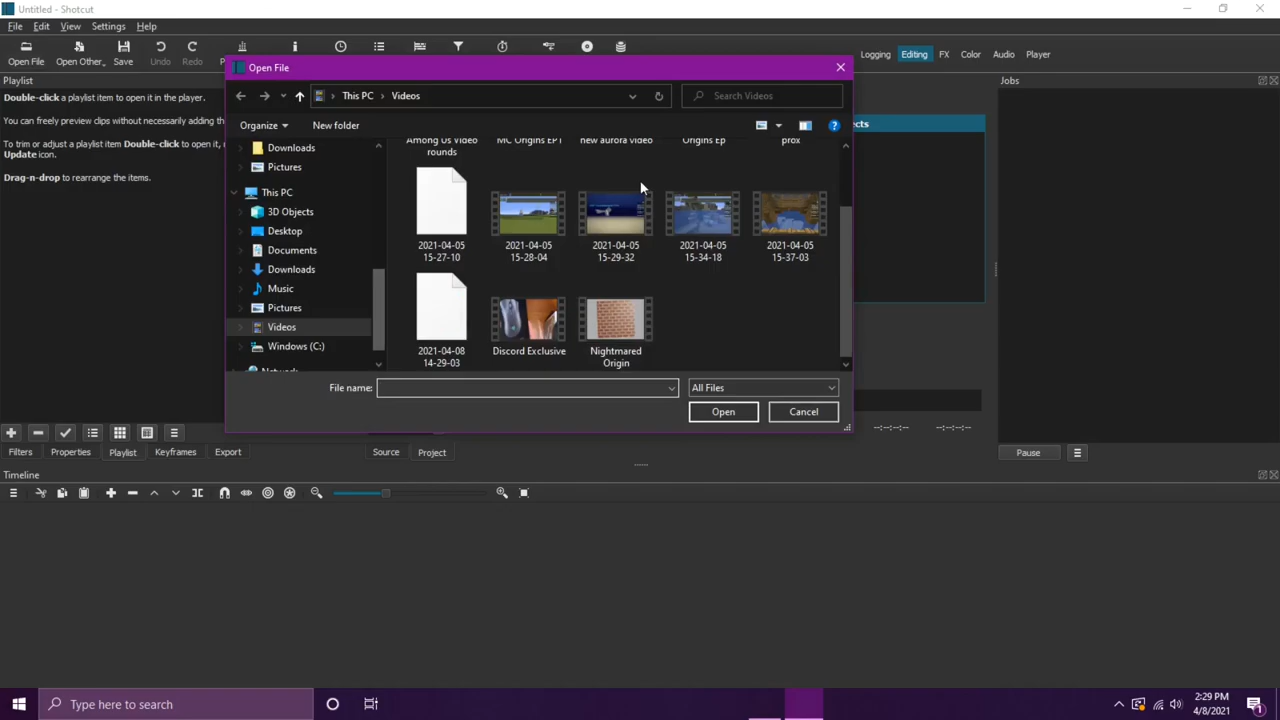 Untitled - Shotcut
File Edit View Settings Help
Open File Open Other.. Save Undo Redo
Logging Editing FX Color Audio Player
Playlist
Jobs
Double-click a playlist item to open it in the player.
You can freely preview clips without necessarily adding the
To trim or adjust a playlist item Double-click to open it,
Update icon.
Drag-n-drop to rearrange the items.
Open File
This PC > Videos
Search Videos
Organize New folder
Downloads
Pictures
This PC
3D Objects
Desktop
Documents
Downloads
Music
Pictures
Videos
Windows (C:)
Network
Among Us Video
rounds
MC Origins EP1
new aurora video
Origins Ep
prox
2021-04-05
15-27-10
2021-04-05
15-28-04
2021-04-05
15-29-32
2021-04-05
15-34-18
2021-04-05
15-37-03
2021-04-08
14-29-03
Discord Exclusive
Nightmared
Origin
File name:
All Files
Open Cancel
--:--:--:-- --:--:--:--
Filters Properties Playlist Keyframes Export
Source Project
Pause
Timeline
Type here to search
2:29 PM
4/8/2021
1